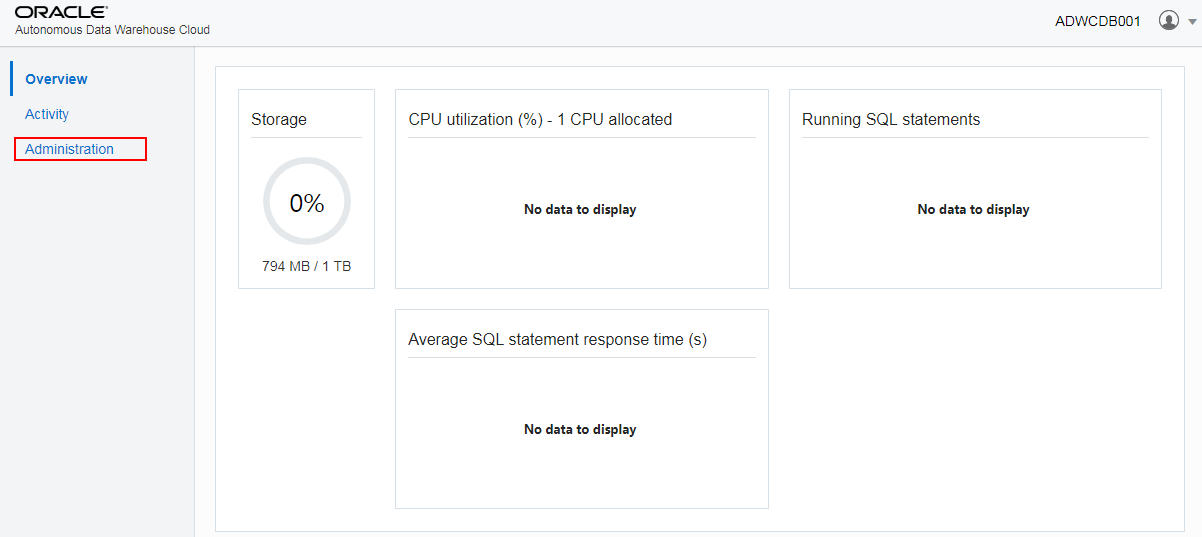 ORACLE
Autonomous Data Warehouse Cloud
ADWCDB001
Overview
Activity
Administration
Storage
0%
794 MB / 1 TB
CPU utilization (%) - 1 CPU allocated
No data to display
Running SQL statements
No data to display
Average SQL statement response time (s)
No data to display